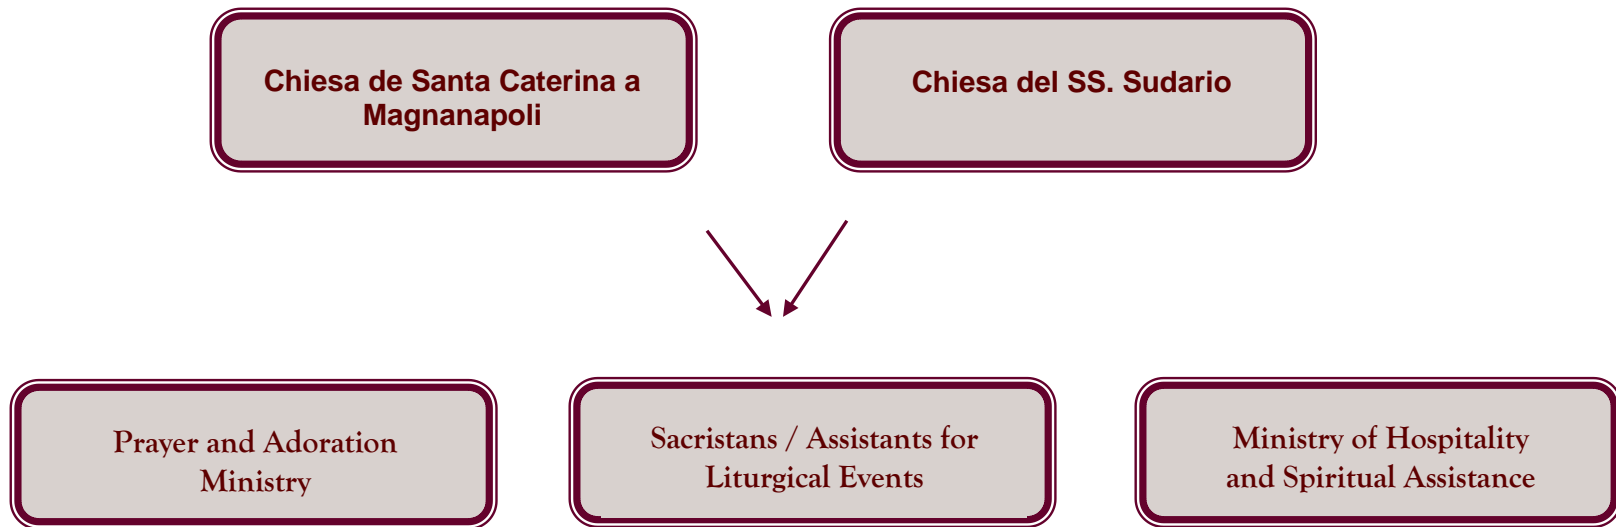 Chiesa de Santa Caterina a
Magnanapoli
Chiesa del SS. Sudario
Prayer and Adoration
Ministry
Sacristans / Assistants for
Liturgical Events
Ministry of Hospitality
and Spiritual Assistance